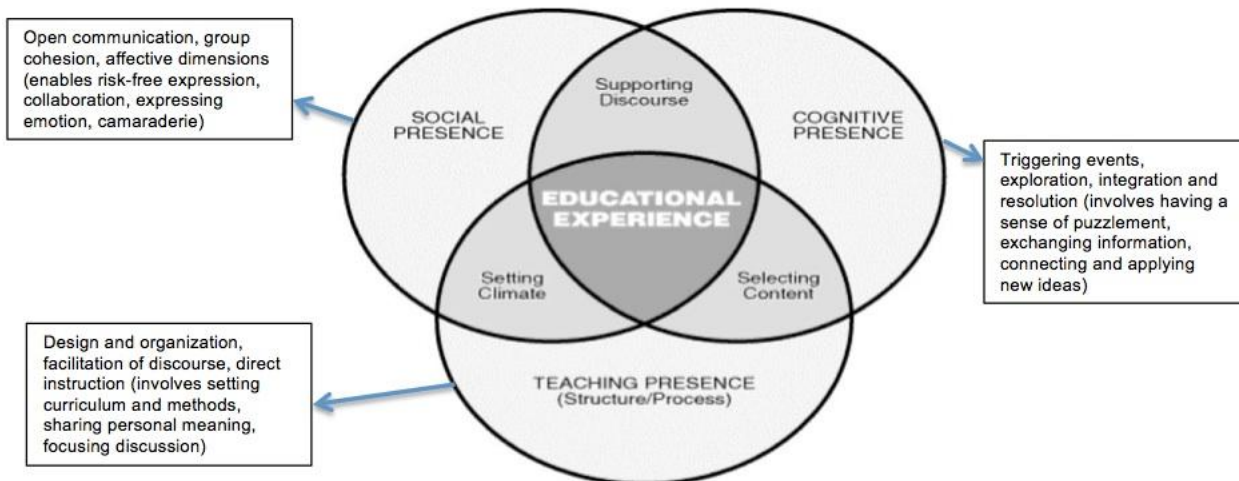 Open communication, group
cohesion, affective dimensions
(enables risk-free expression,
collaboration, expressing
emotion, camaraderie)
Supporting
Discourse
SOCIAL
PRESENCE
COGNITIVE
PRESENCE
Triggering events,
exploration, integration and
resolution (involves having a
sense of puzzlement,
exchanging information,
connecting and applying
new ideas)
EDUCATIONAL
EXPERIENCE
Setting
Climate
Selecting
Content
Design and organization,
facilitation of discourse, direct
instruction (involves setting
curriculum and methods,
sharing personal meaning,
focusing discussion)
TEACHING PRESENCE
(Structure/Process)